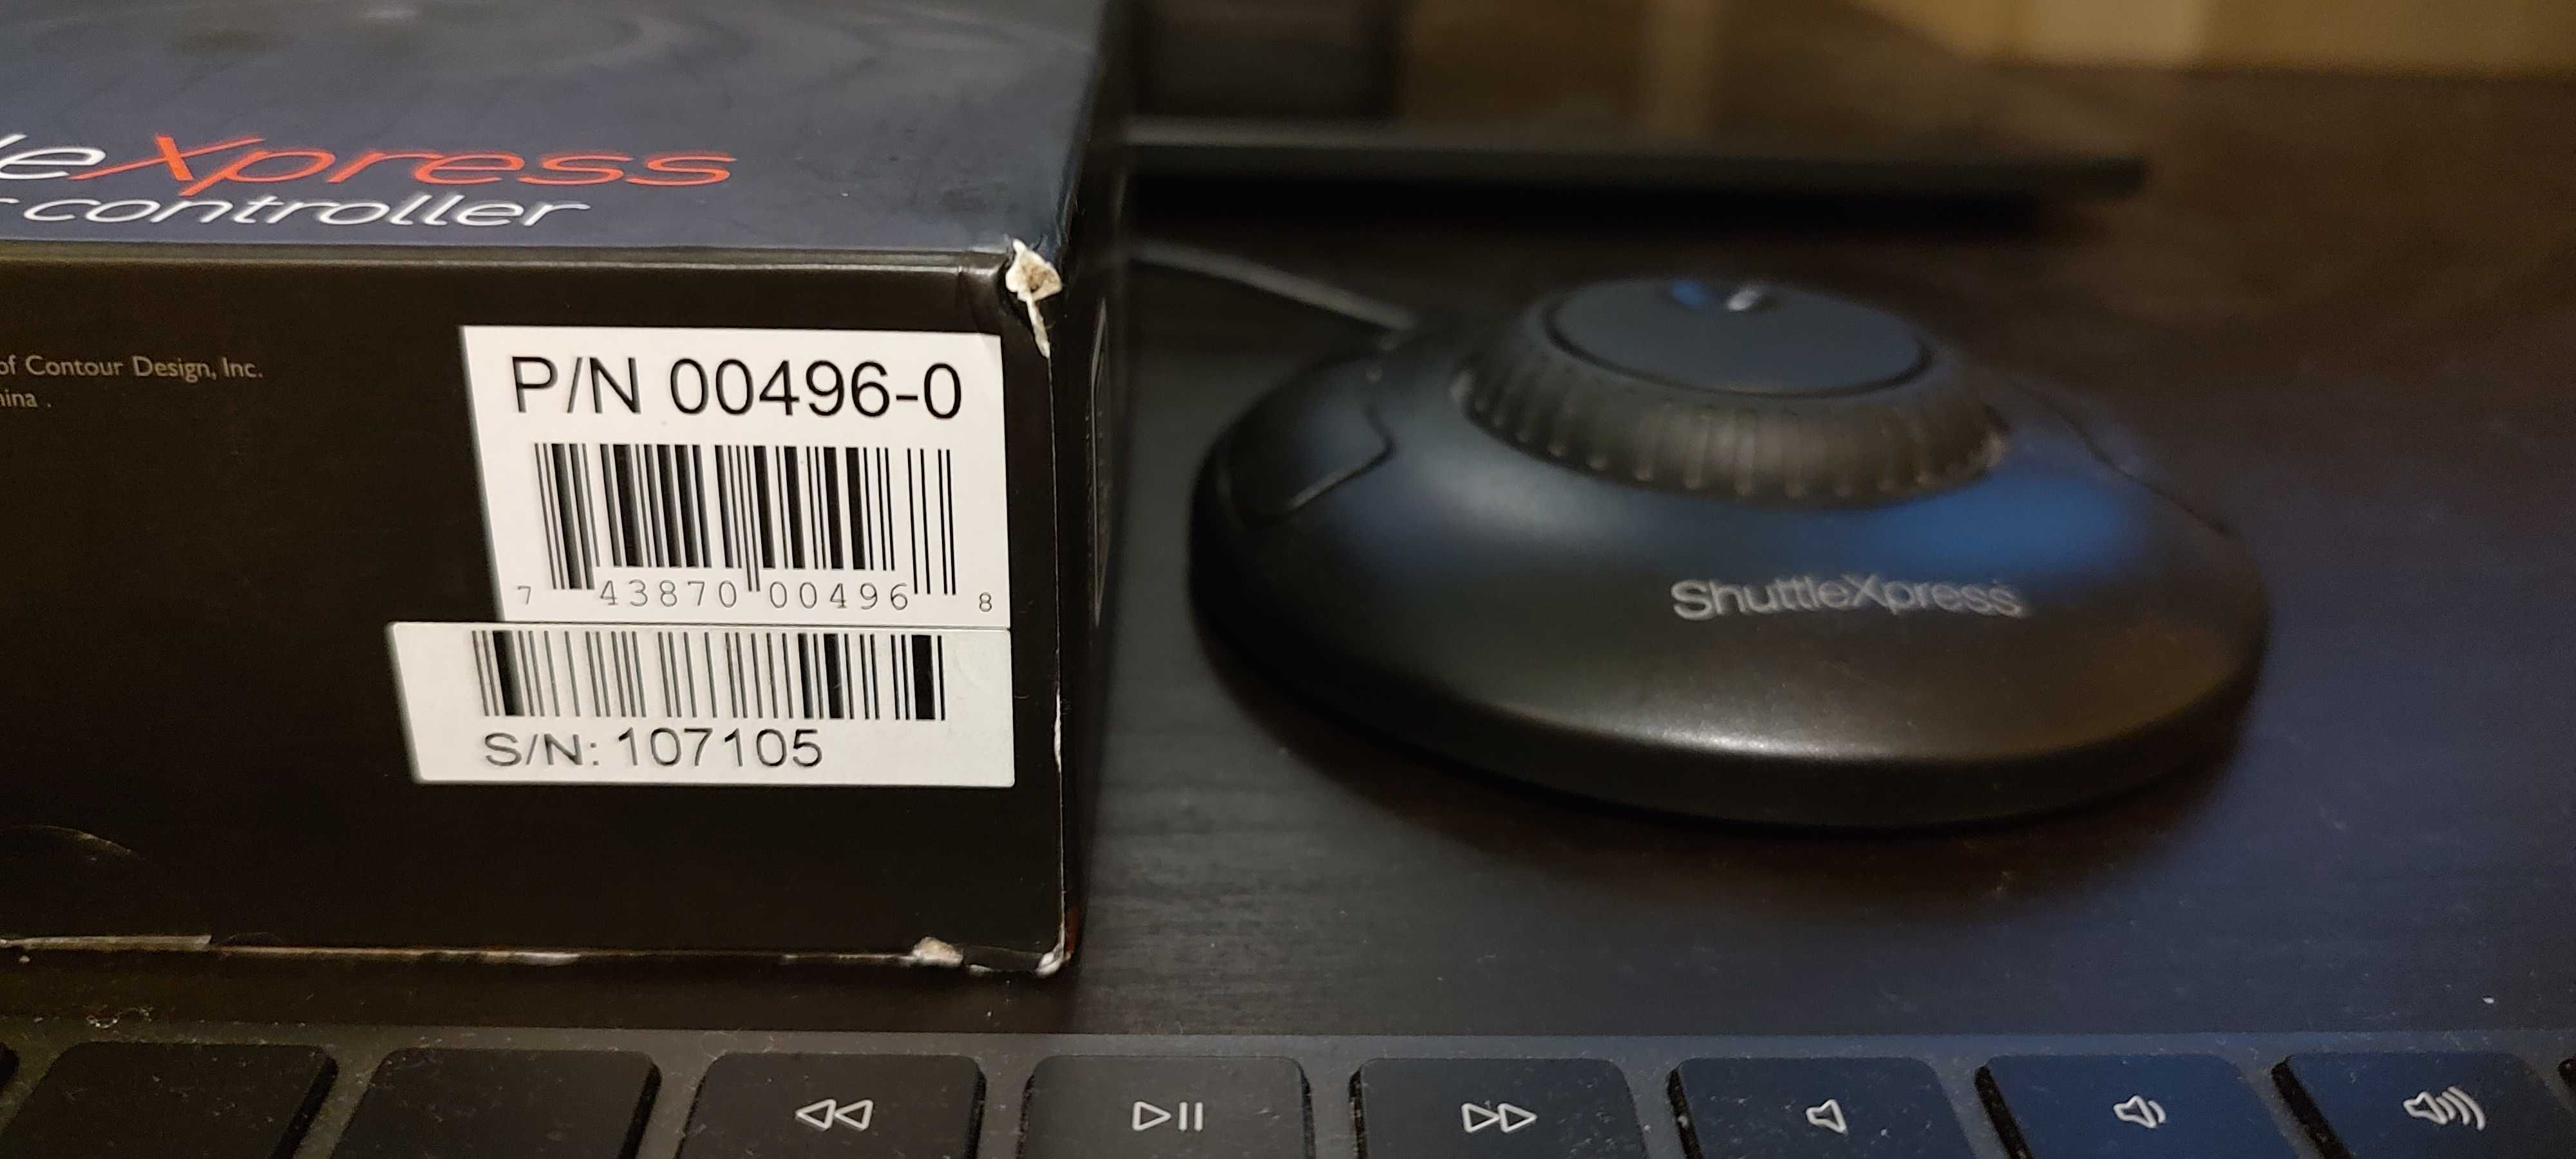 leXpress
controller
of Contour Design, Inc.
hina .
P/N 00496-0
7 43870 00496 8
S/N: 107105
ShuttleXpress